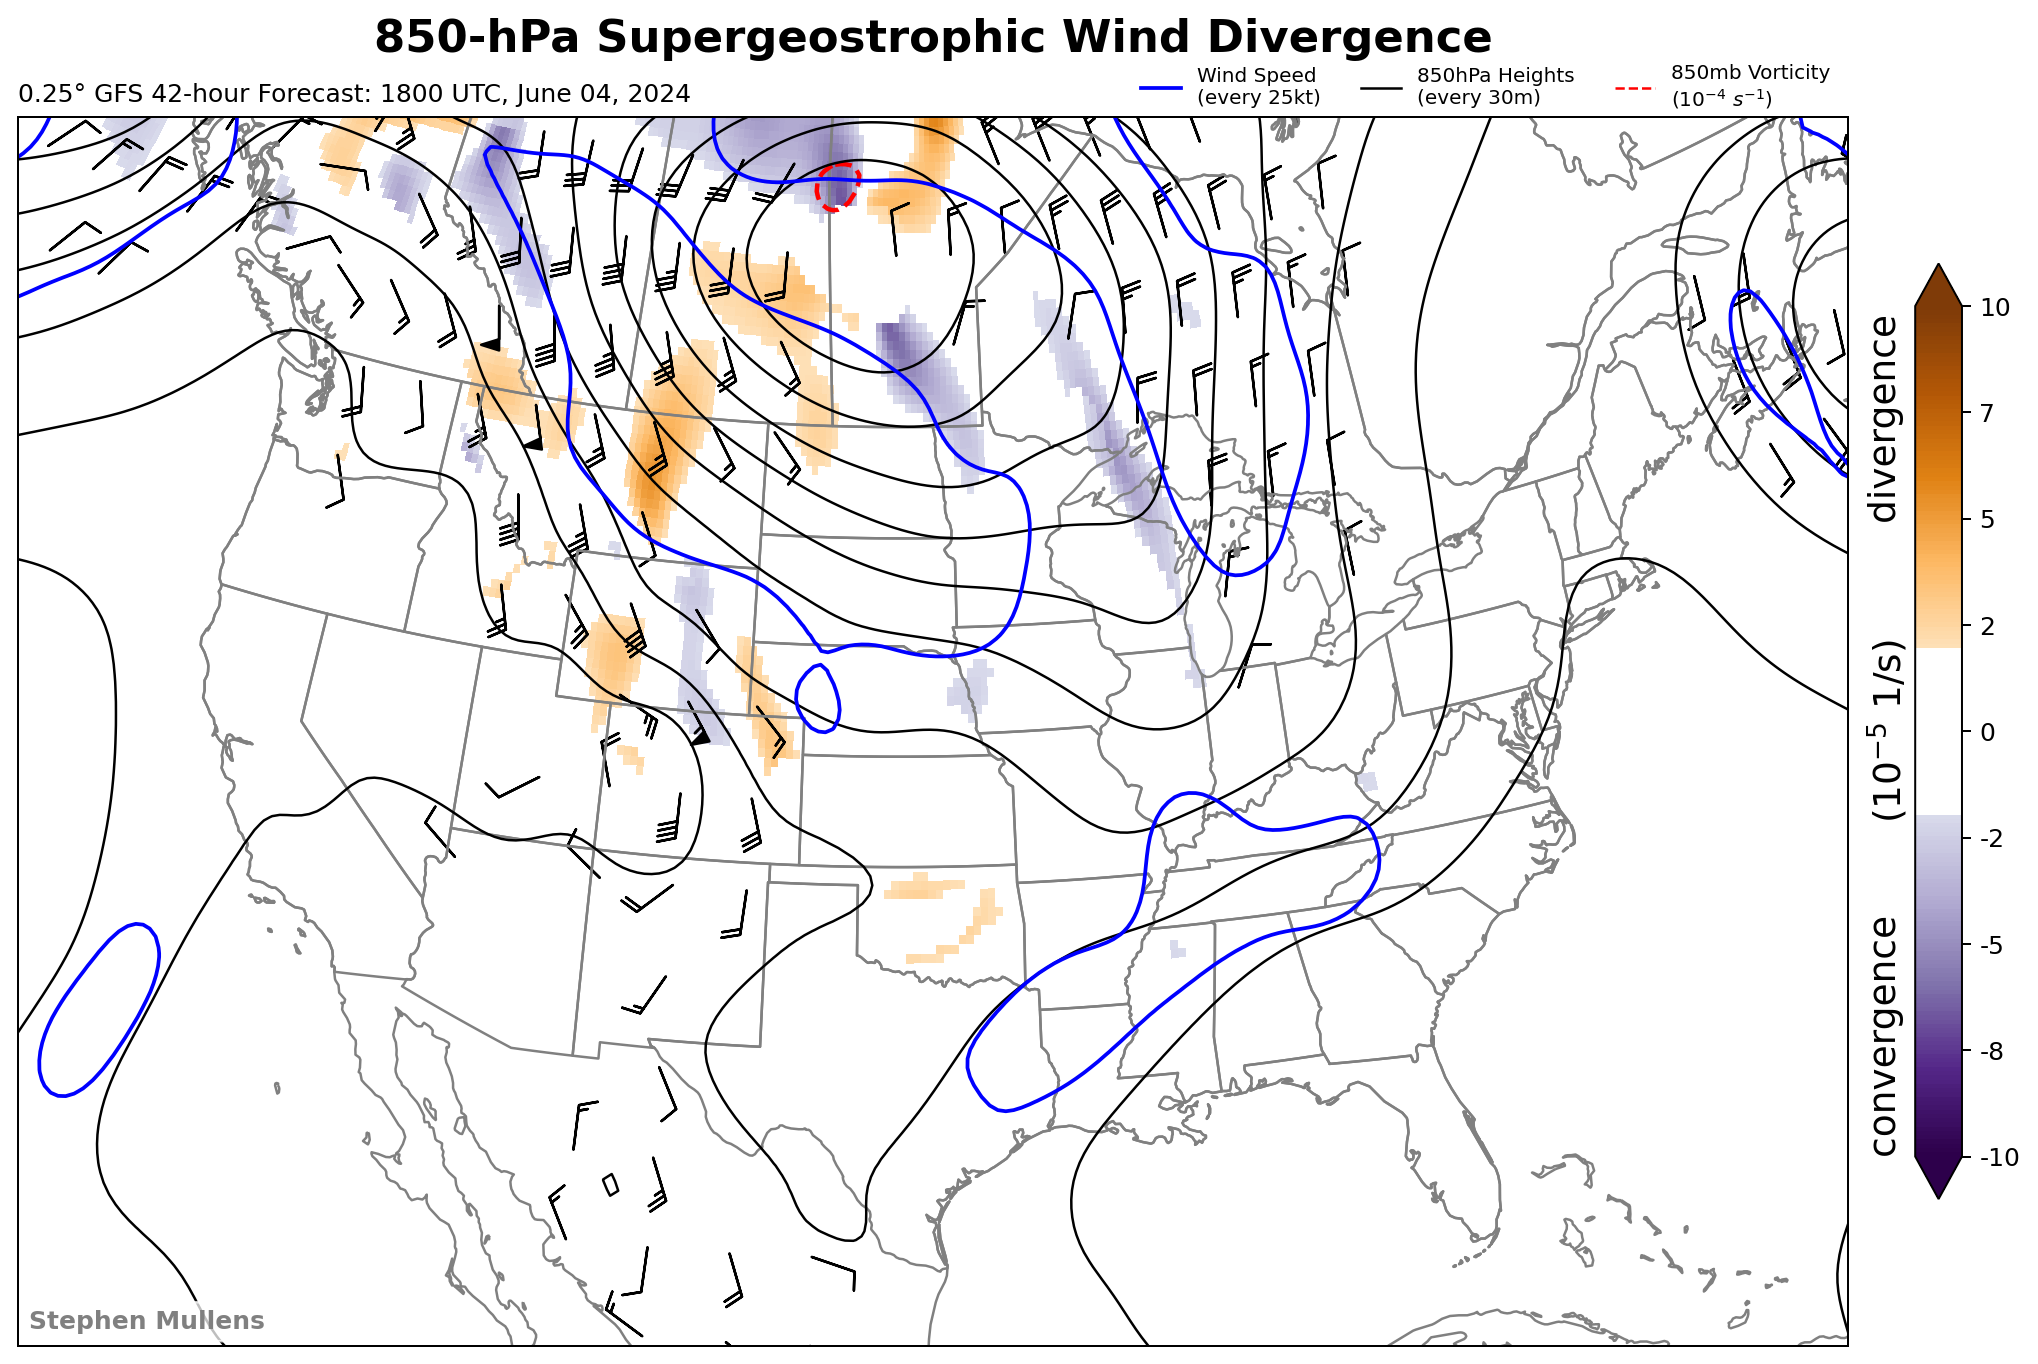 850-hPa Supergeostrophic Wind Divergence
0.25° GFS 42-hour Forecast: 1800 UTC, June 04, 2024
Wind Speed
(every 25kt)
850hPa Heights
(every 30m)
850mb Vorticity
(10⁻⁴ s⁻¹)
10
7
5
2
0
-2
-5
-8
-10
convergence (10⁻⁵ 1/s) divergence
Stephen Mullens